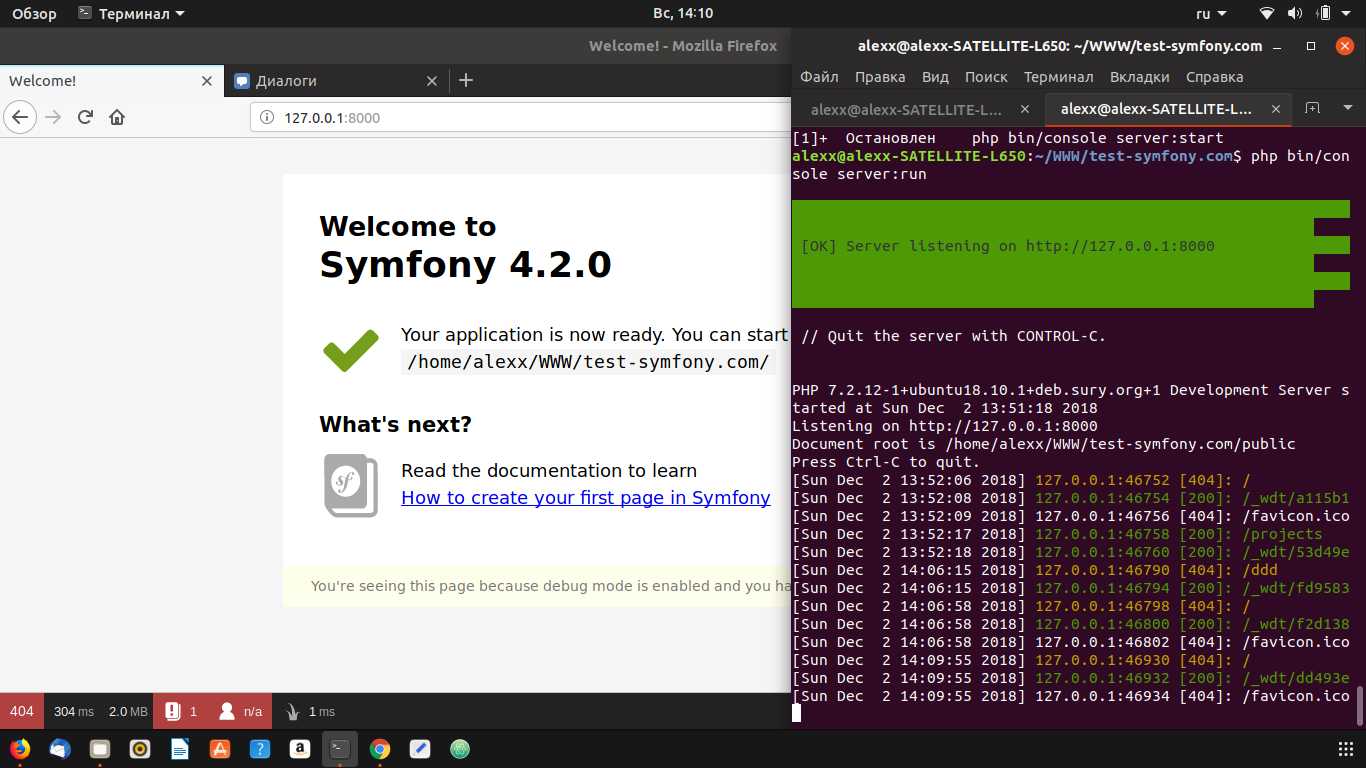 Обзор Терминал Вс, 14:10 ru
Welcome! - Mozilla Firefox
Welcome! Диалоги
127.0.0.1:8000
Welcome to
Symfony 4.2.0
Your application is now ready. You can start
/home/alexx/WWW/test-symfony.com/
What's next?
sf
Read the documentation to learn
How to create your first page in Symfony
You're seeing this page because debug mode is enabled and you ha
404 304 ms 2.0 MB 1 n/a 1 ms
alexx@alexx-SATELLITE-L650: ~/WWW/test-symfony.com
Файл Правка Вид Поиск Терминал Вкладки Справка
alexx@alexx-SATELLITE-L... alexx@alexx-SATELLITE-L...
[1]+  Остановлен    php bin/console server:start
alexx@alexx-SATELLITE-L650:~/WWW/test-symfony.com$ php bin/con
sole server:run
[OK] Server listening on http://127.0.0.1:8000
// Quit the server with CONTROL-C.
PHP 7.2.12-1+ubuntu18.10.1+deb.sury.org+1 Development Server s
tarted at Sun Dec  2 13:51:18 2018
Listening on http://127.0.0.1:8000
Document root is /home/alexx/WWW/test-symfony.com/public
Press Ctrl-C to quit.
[Sun Dec  2 13:52:06 2018] 127.0.0.1:46752 [404]: /
[Sun Dec  2 13:52:08 2018] 127.0.0.1:46754 [200]: /_wdt/a115b1
[Sun Dec  2 13:52:09 2018] 127.0.0.1:46756 [404]: /favicon.ico
[Sun Dec  2 13:52:17 2018] 127.0.0.1:46758 [200]: /projects
[Sun Dec  2 13:52:18 2018] 127.0.0.1:46760 [200]: /_wdt/53d49e
[Sun Dec  2 14:06:15 2018] 127.0.0.1:46790 [404]: /ddd
[Sun Dec  2 14:06:15 2018] 127.0.0.1:46794 [200]: /_wdt/fd9583
[Sun Dec  2 14:06:58 2018] 127.0.0.1:46798 [404]: /
[Sun Dec  2 14:06:58 2018] 127.0.0.1:46800 [200]: /_wdt/f2d138
[Sun Dec  2 14:06:58 2018] 127.0.0.1:46802 [404]: /favicon.ico
[Sun Dec  2 14:09:55 2018] 127.0.0.1:46930 [404]: /
[Sun Dec  2 14:09:55 2018] 127.0.0.1:46932 [200]: /_wdt/dd493e
[Sun Dec  2 14:09:55 2018] 127.0.0.1:46934 [404]: /favicon.ico